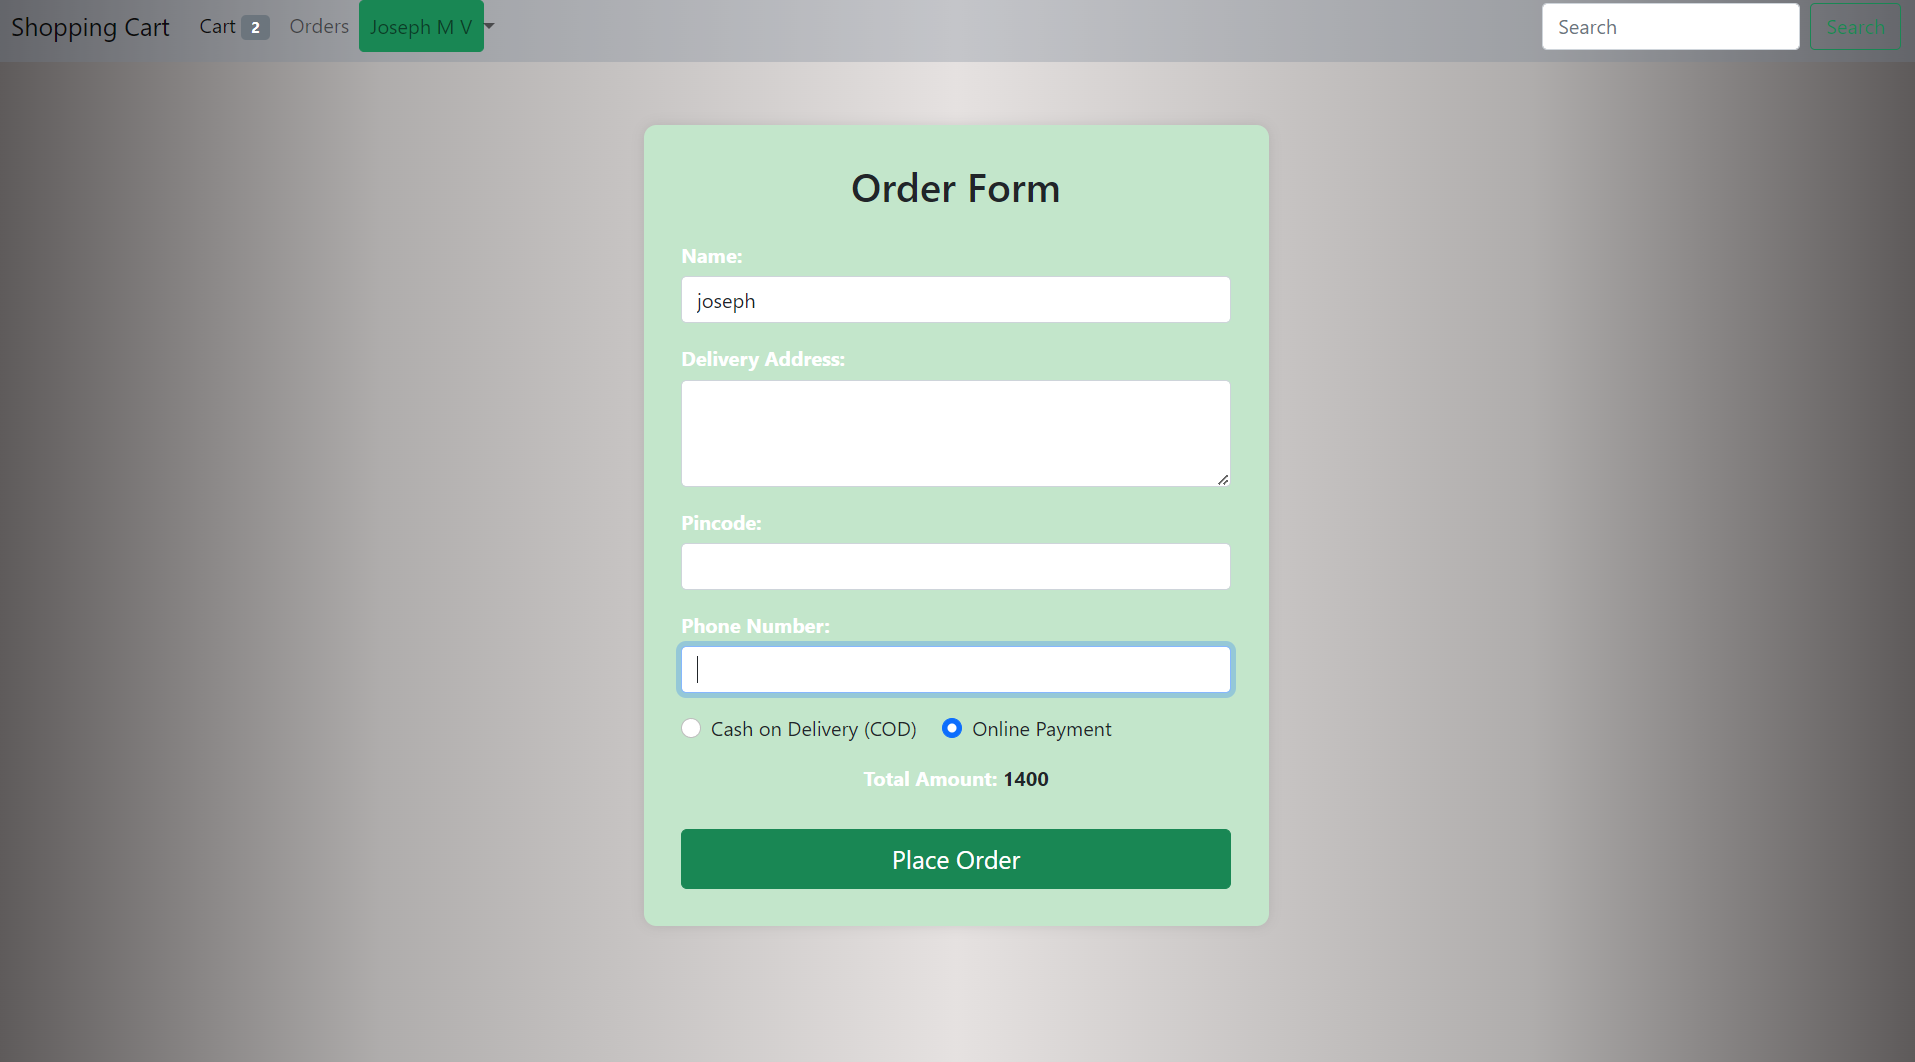 Shopping Cart Cart 2 Orders Joseph M V Search Search
Order Form
Name:
joseph
Delivery Address:
Pincode:
Phone Number:
Cash on Delivery (COD) Online Payment
Total Amount: 1400
Place Order